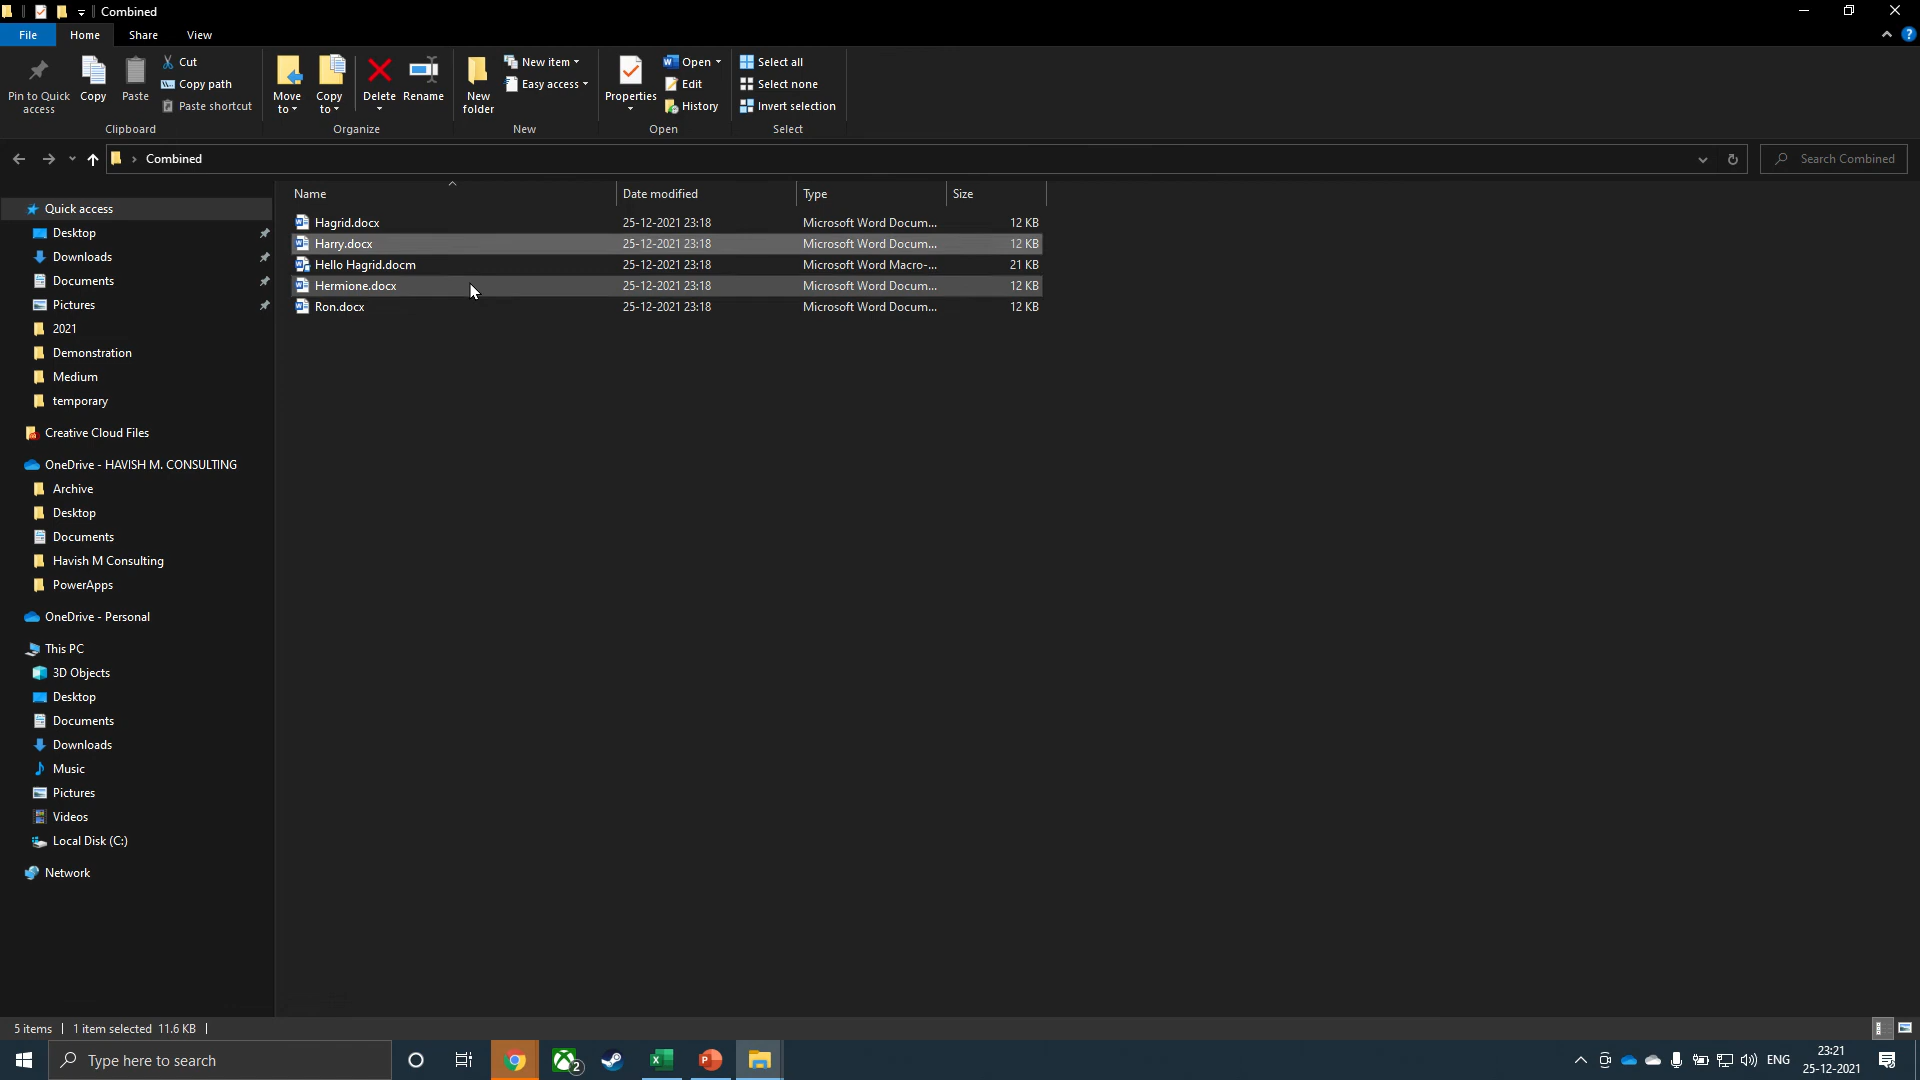 Combined
File Home Share View
Pin to Quick access
Copy
Paste
Cut
Copy path
Paste shortcut
Clipboard
Move to
Copy to
Delete
Rename
Organize
New folder
New item
Easy access
New
Properties
Open
Edit
History
Open
Select all
Select none
Invert selection
Select
Combined
Search Combined
Name Date modified Type Size
Hagrid.docx 25-12-2021 23:18 Microsoft Word Docum... 12 KB
Harry.docx 25-12-2021 23:18 Microsoft Word Docum... 12 KB
Hello Hagrid.docm 25-12-2021 23:18 Microsoft Word Macro-... 21 KB
Hermione.docx 25-12-2021 23:18 Microsoft Word Docum... 12 KB
Ron.docx 25-12-2021 23:18 Microsoft Word Docum... 12 KB
Quick access
Desktop
Downloads
Documents
Pictures
2021
Demonstration
Medium
temporary
Creative Cloud Files
OneDrive - HAVISH M. CONSULTING
Archive
Desktop
Documents
Havish M Consulting
PowerApps
OneDrive - Personal
This PC
3D Objects
Desktop
Documents
Downloads
Music
Pictures
Videos
Local Disk (C:)
Network
5 items 1 item selected 11.6 KB
Type here to search
2
ENG
23:21
25-12-2021